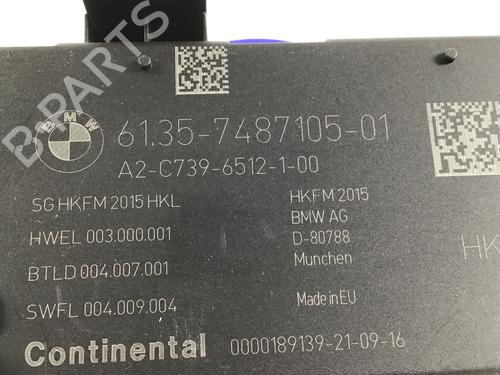 BMW
61.35-7487105-01
A2-C739-6512-1-00
SG HKFM 2015 HKL
HWEL 003.000.001
BTLD 004.007.001
SWFL 004.009.004
HKFM 2015
BMW AG
D-80788
Munchen
Made in EU
HK
Continental 0000189139-21-09-16
B-PARTS